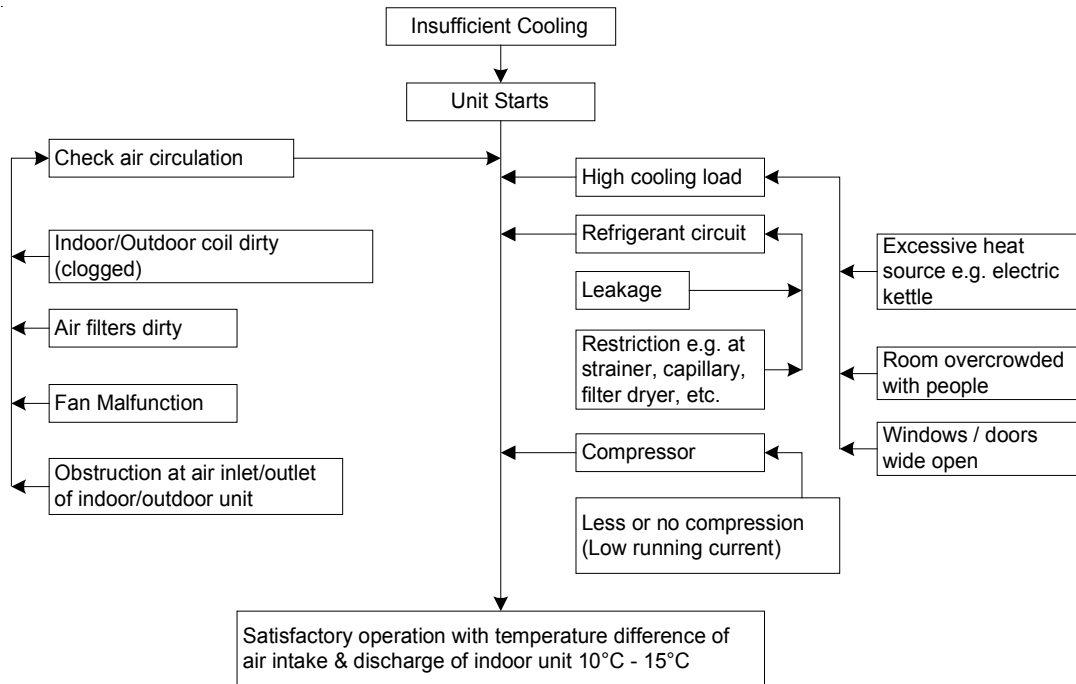 Insufficient Cooling
Unit Starts
Check air circulation
High cooling load
Indoor/Outdoor coil dirty
(clogged)
Refrigerant circuit
Excessive heat
source e.g. electric
kettle
Leakage
Air filters dirty
Restriction e.g. at
strainer, capillary,
filter dryer, etc.
Room overcrowded
with people
Fan Malfunction
Compressor
Windows / doors
wide open
Obstruction at air inlet/outlet
of indoor/outdoor unit
Less or no compression
(Low running current)
Satisfactory operation with temperature difference of
air intake & discharge of indoor unit 10°C - 15°C